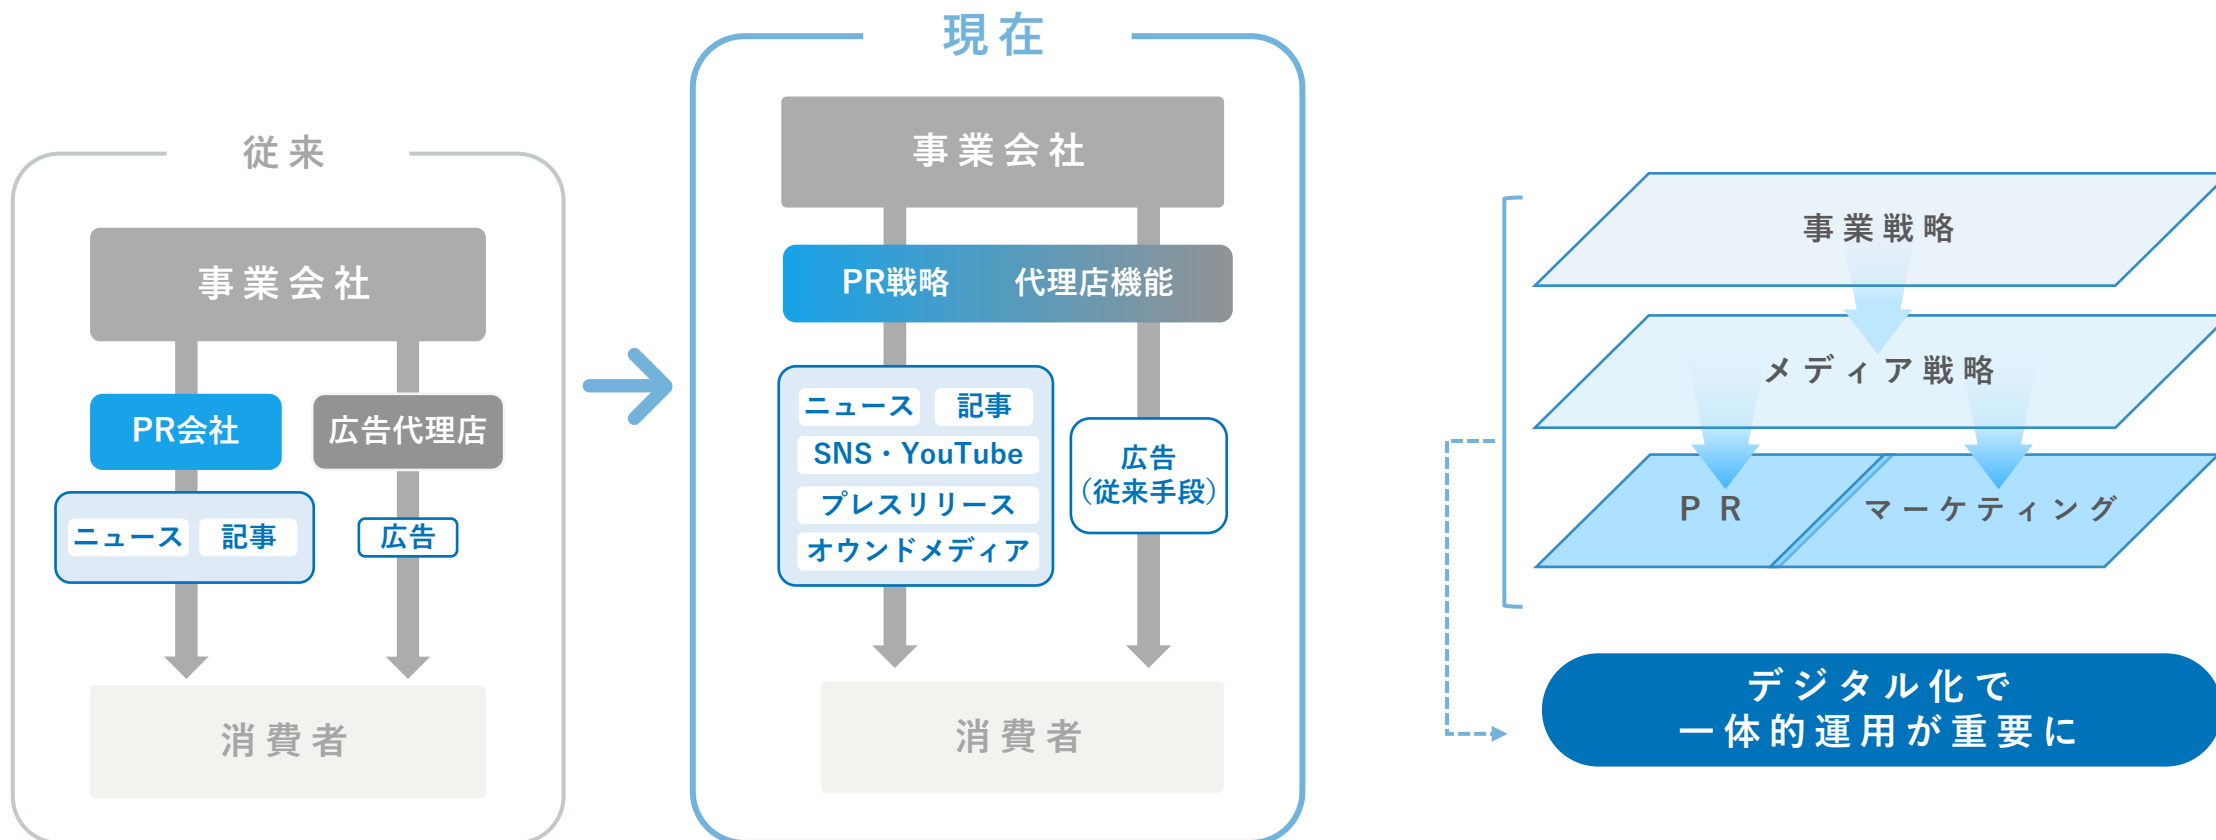 従来
事業会社
PR会社
広告代理店
ニュース
記事
広告
消費者
現在
事業会社
PR戦略
代理店機能
ニュース
記事
SNS・YouTube
プレスリリース
オウンドメディア
広告
（従来手段）
消費者
事業戦略
メディア戦略
PR
マーケティング
デジタル化で
一体的運用が重要に